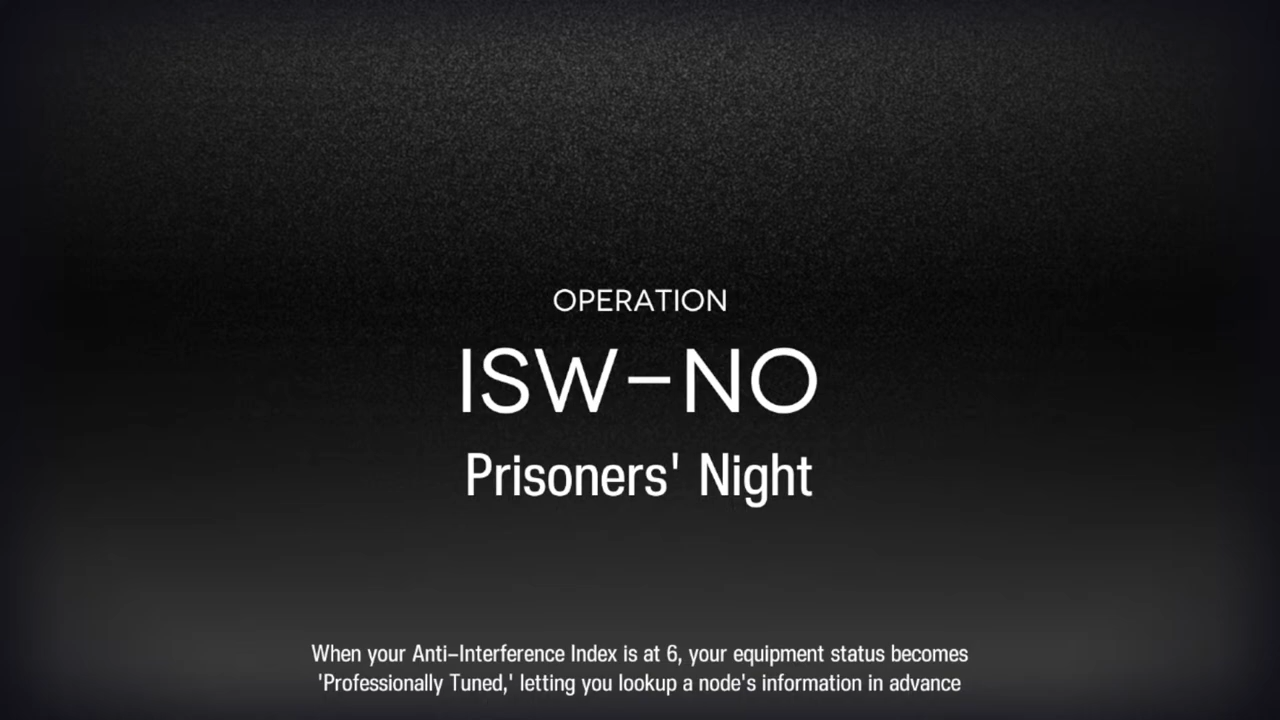 OPERATION
ISW-NO
Prisoners' Night
When your Anti-Interference Index is at 6, your equipment status becomes
'Professionally Tuned,' letting you lookup a node's information in advance